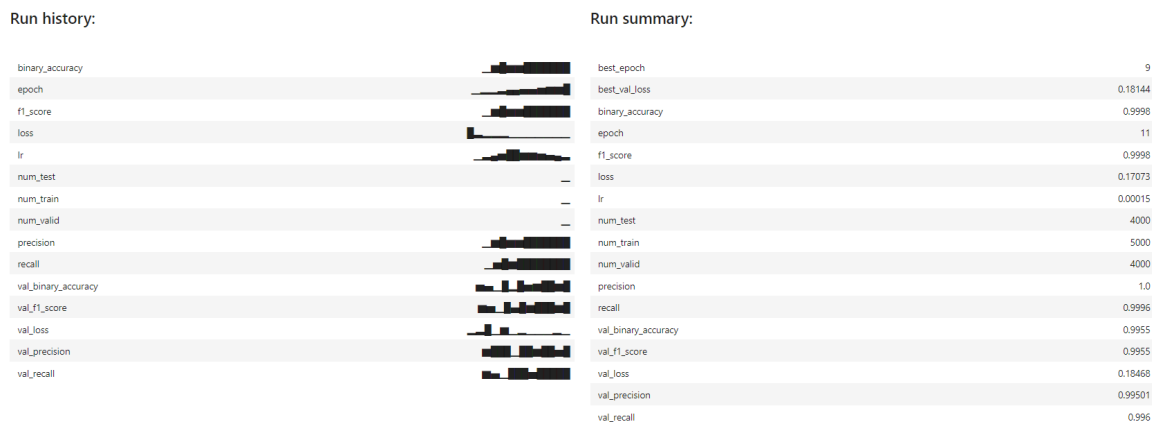 Run history:
binary_accuracy
epoch
f1_score
loss
lr
num_test
num_train
num_valid
precision
recall
val_binary_accuracy
val_f1_score
val_loss
val_precision
val_recall
Run summary:
best_epoch 9
best_val_loss 0.18144
binary_accuracy 0.9998
epoch 11
f1_score 0.9998
loss 0.17073
lr 0.00015
num_test 4000
num_train 5000
num_valid 4000
precision 1.0
recall 0.9996
val_binary_accuracy 0.9955
val_f1_score 0.9955
val_loss 0.18468
val_precision 0.99501
val_recall 0.996